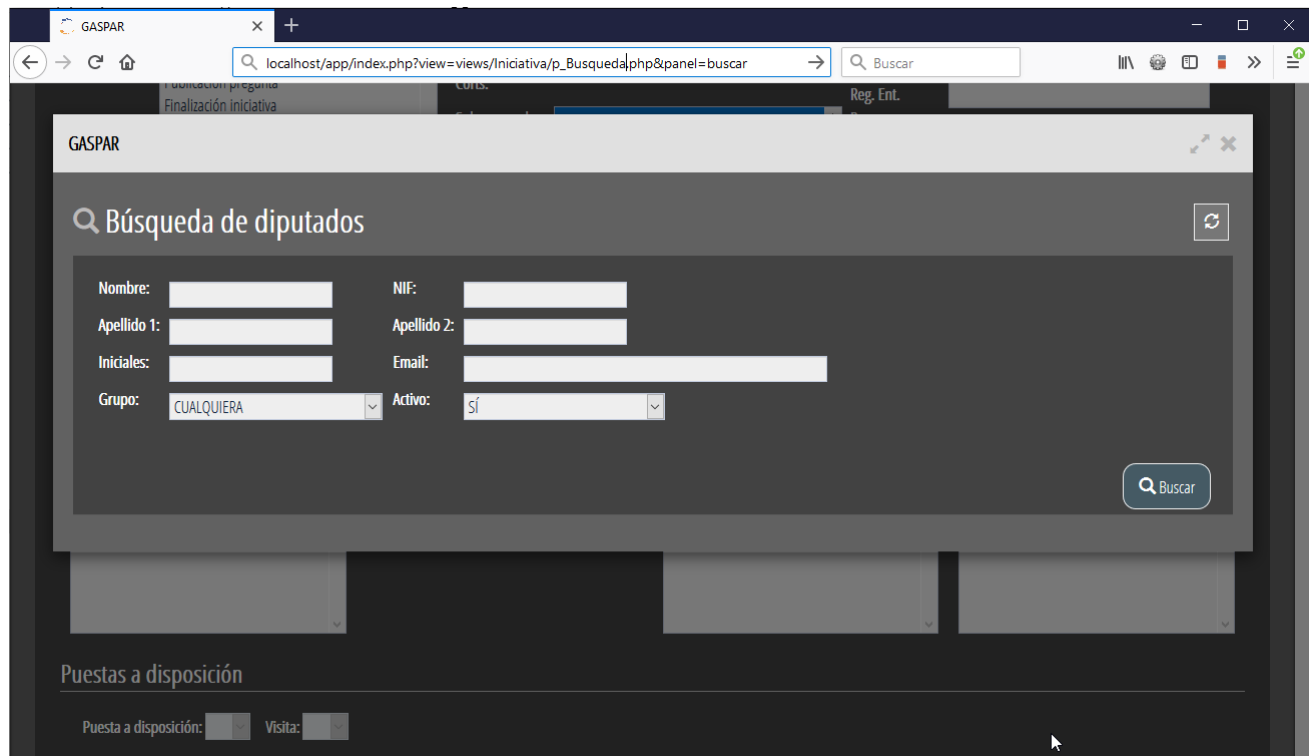 GASPAR
localhost/app/index.php?view=views/Iniciativa/p_Busqueda.php&panel=buscar
Buscar
Publicación pregunta
Corts.
Finalización iniciativa
Reg. Ent.
GASPAR
Búsqueda de diputados
Nombre: NIF:
Apellido 1: Apellido 2:
Iniciales: Email:
Grupo: CUALQUIERA Activo: SÍ
Buscar
Puestas a disposición
Puesta a disposición: Visita: